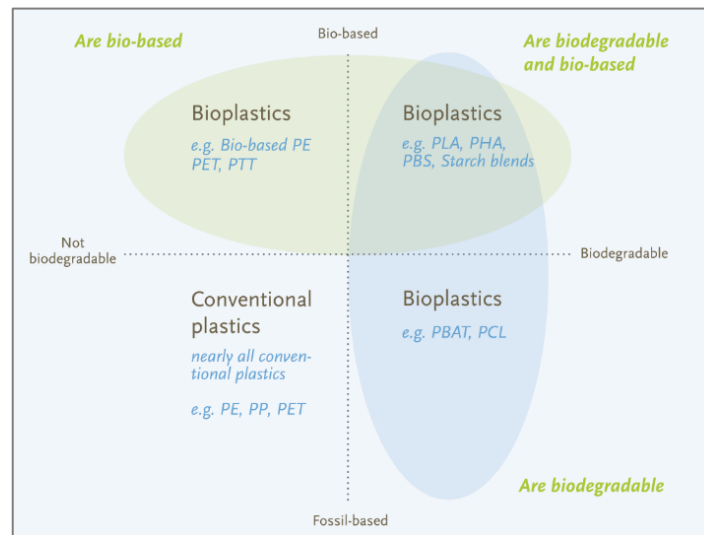 Are bio-based
Bio-based
Are biodegradable
and bio-based
Bioplastics
e.g. Bio-based PE
PET, PTT
Bioplastics
e.g. PLA, PHA,
PBS, Starch blends
Not
biodegradable
Biodegradable
Conventional
plastics
nearly all conven-
tional plastics
e.g. PE, PP, PET
Bioplastics
e.g. PBAT, PCL
Are biodegradable
Fossil-based